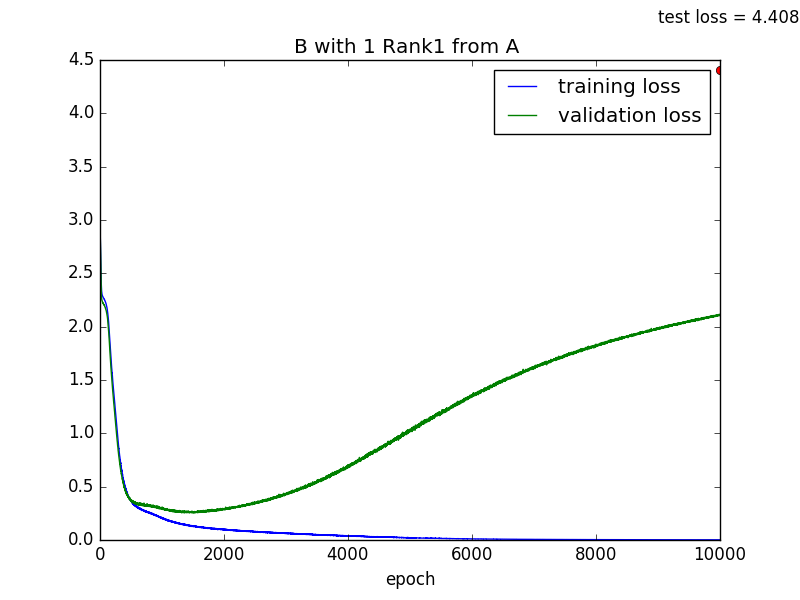 test loss = 4.408
B with 1 Rank1 from A
training loss
validation loss
4.5
4.0
3.5
3.0
2.5
2.0
1.5
1.0
0.5
0.0
0 2000 4000 6000 8000 10000
epoch